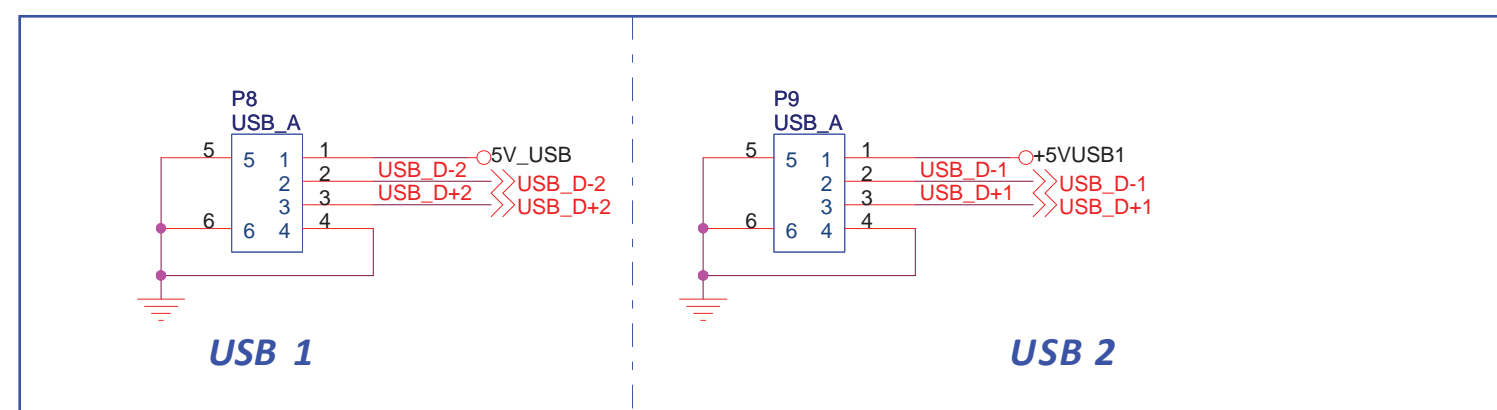 P8
USB_A
5 5 1 1 5V_USB
2 2 USB_D-2 USB_D-2
3 3 USB_D+2 USB_D+2
6 6 4 4
USB 1
P9
USB_A
5 5 1 1 +5VUSB1
2 2 USB_D-1 USB_D-1
3 3 USB_D+1 USB_D+1
6 6 4 4
USB 2